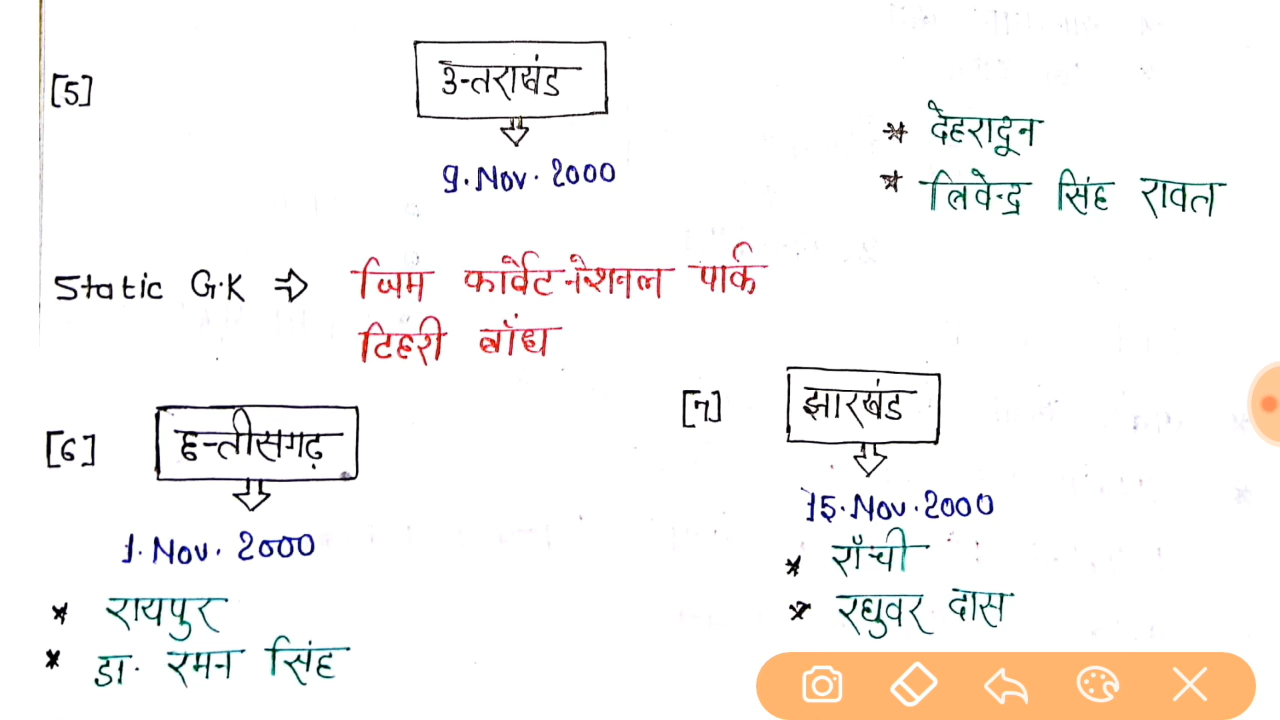 [5]
उत्तराखंड
9. Nov. 2000
* देहरादून
* त्रिवेन्द्र सिंह रावत
Static G.K ⇒ जिम कार्वेट नेशनल पार्क
टिहरी बाँध
[6]
छत्तीसगढ़
1. Nov. 2000
* रायपुर
* डा. रमन सिंह
[7]
झारखंड
15. Nov. 2000
* राँची
* रघुवर दास